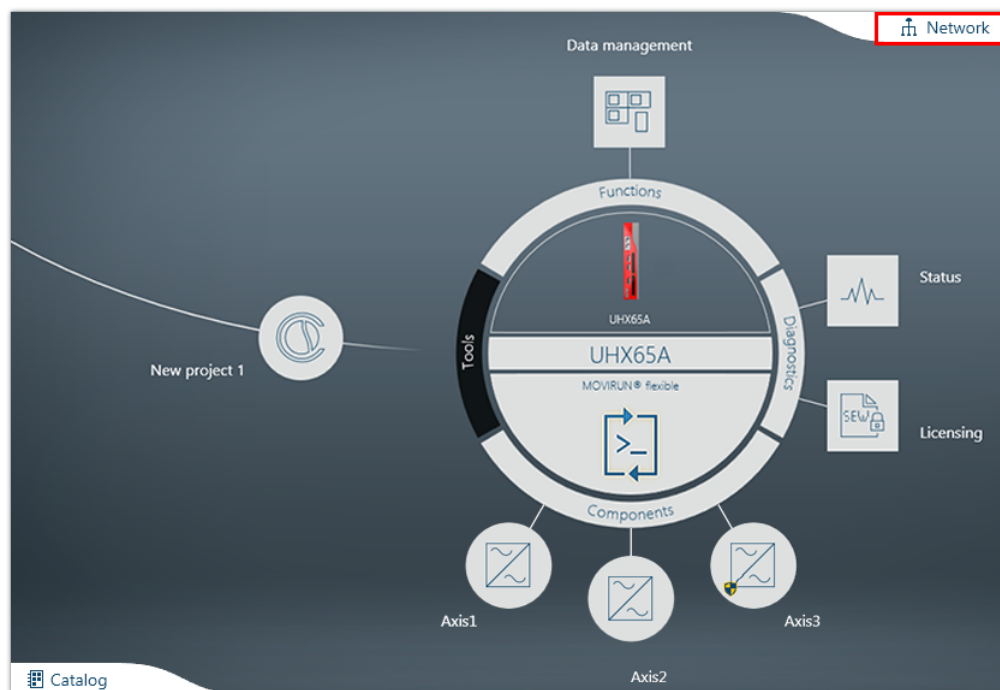 Network
Data management
Functions
UHX65A
Status
Tools
Diagnostics
UHX65A
New project 1
MOVIRUN® flexible
>_
SEW
Licensing
Components
Axis1
Axis3
Axis2
Catalog